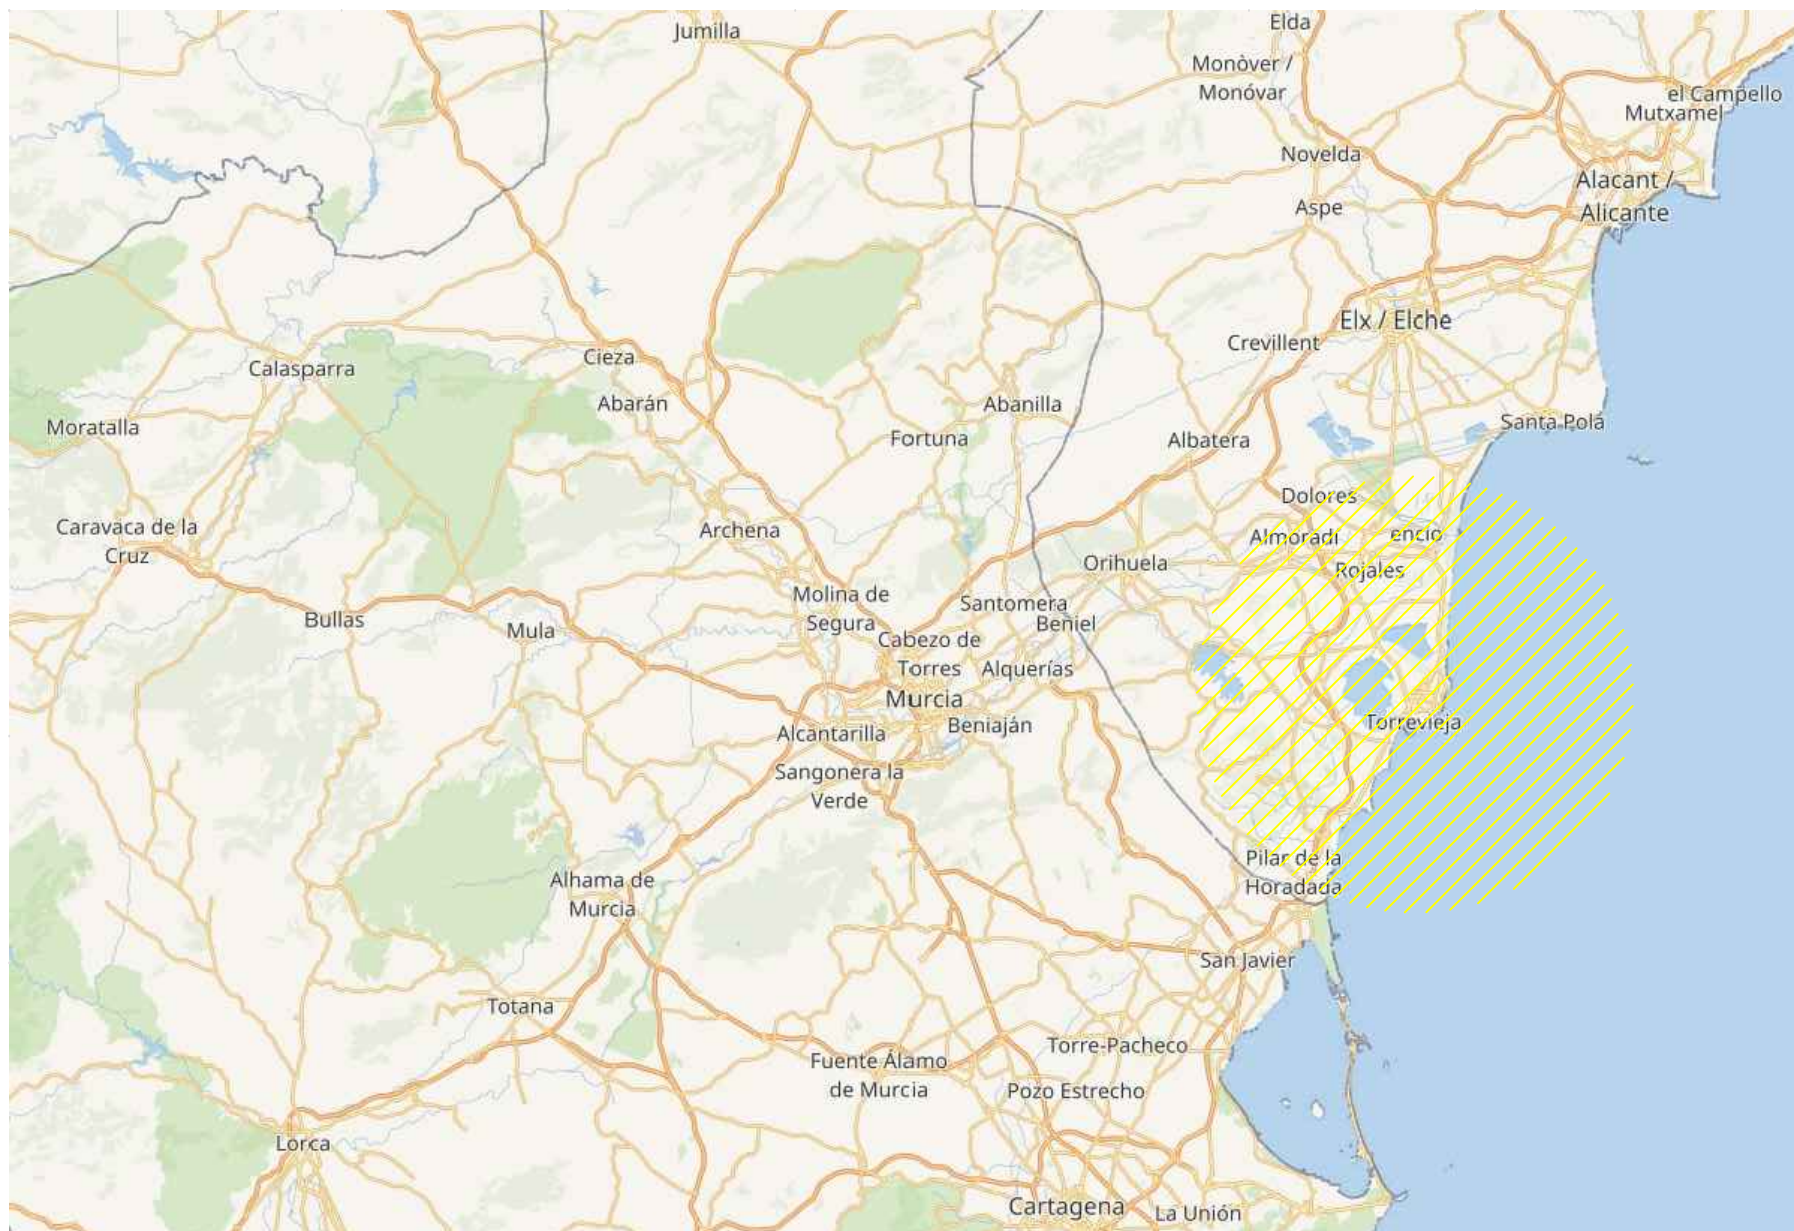 Elda
Jumilla
Monòver /
Monóvar
el Campello
Mutxamel
Novelda
Alacant /
Alicante
Aspe
Elx / Elche
Crevillent
Cieza
Calasparra
Abarán
Abanilla
Santa Pola
Moratalla
Fortuna
Albatera
Dolores
Caravaca de la
Cruz
Archena
Almoradí
encio
Orihuela
Rojales
Molina de
Segura
Santomera
Beniel
Bullas
Mula
Cabezo de
Torres
Alquerías
Murcia
Beniaján
Torrevieja
Alcantarilla
Sangonera la
Verde
Pilar de la
Horadada
Alhama de
Murcia
San Javier
Totana
Torre-Pacheco
Fuente Álamo
de Murcia
Pozo Estrecho
Lorca
Cartagena
La Unión